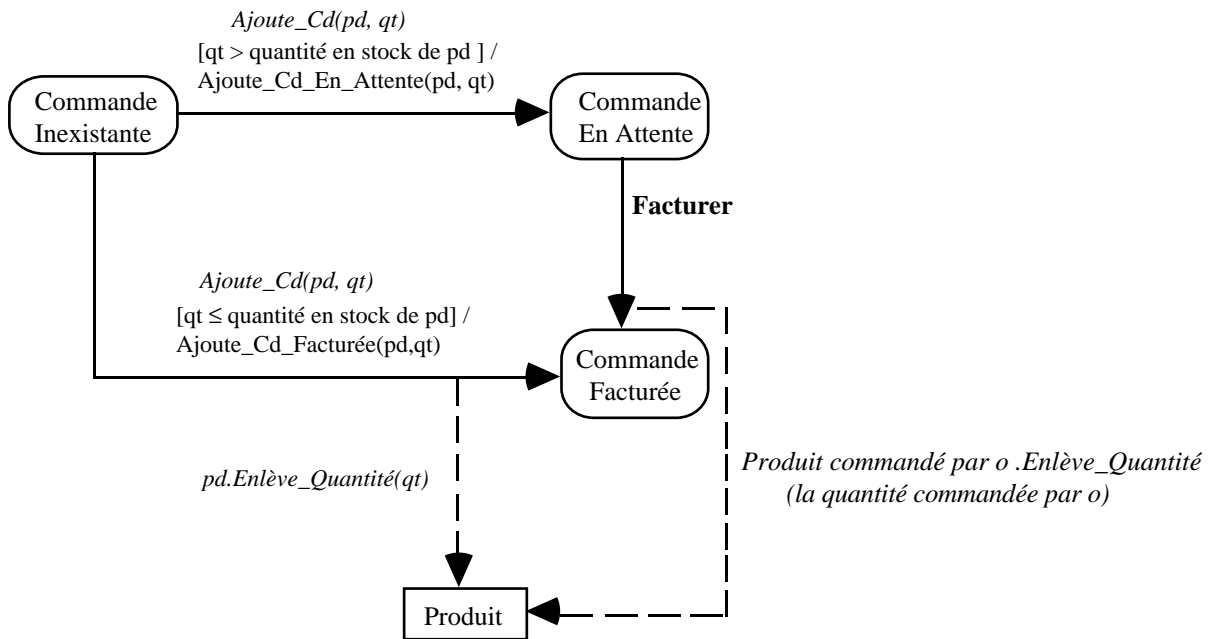 Ajoute_Cd(pd, qt)
[qt > quantité en stock de pd ] /
Ajoute_Cd_En_Attente(pd, qt)
Commande
Inexistante
Commande
En Attente
Facturer
Ajoute_Cd(pd, qt)
[qt ≤ quantité en stock de pd] /
Ajoute_Cd_Facturée(pd,qt)
Commande
Facturée
pd.Enlève_Quantité(qt)
Produit commandé par o .Enlève_Quantité
(la quantité commandée par o)
Produit